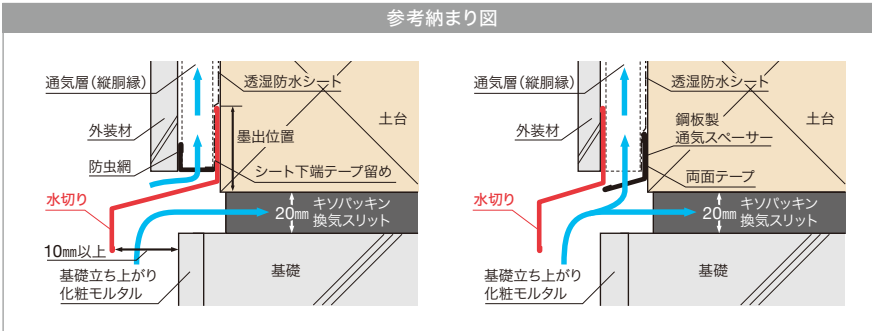 参考納まり図
通気層（縦胴縁）
透湿防水シート
土台
外装材
墨出位置
防虫網
シート下端テープ留め
水切り
20㎜
キソパッキン
換気スリット
10㎜以上
基礎立ち上がり
化粧モルタル
基礎
通気層（縦胴縁）
透湿防水シート
鋼板製
通気スペーサー
土台
外装材
両面テープ
水切り
20㎜
キソパッキン
換気スリット
基礎立ち上がり
化粧モルタル
基礎